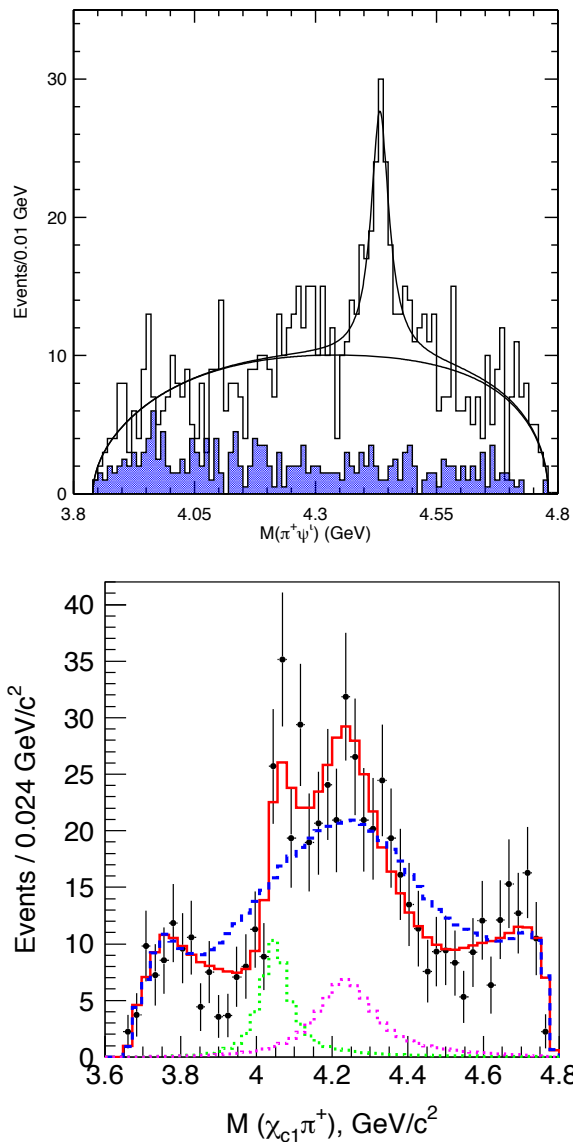 30
20
10
0
Events/0.01 GeV
3.8 4.05 4.3 4.55 4.8
M(π⁺ψ‘) (GeV)
40
35
30
25
20
15
10
5
0
Events / 0.024 GeV/c²
3.6 3.8 4 4.2 4.4 4.6 4.8
M (χc1π⁺), GeV/c²